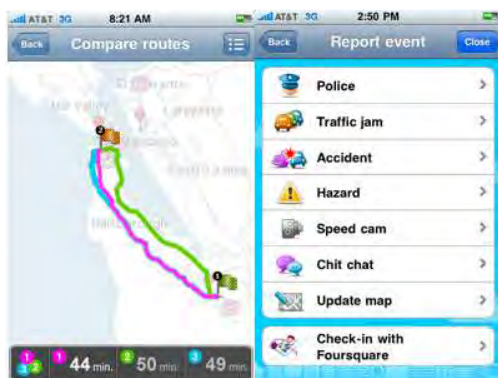 AT&T 3G 8:21 AM
Back Compare routes
2
1
1 2 3 1 44 min. 2 50 min. 3 49 min.
AT&T 3G 2:50 PM
Back Report event Close
Police
Traffic jam
Accident
Hazard
Speed cam
Chit chat
Update map
Check-in with
Foursquare